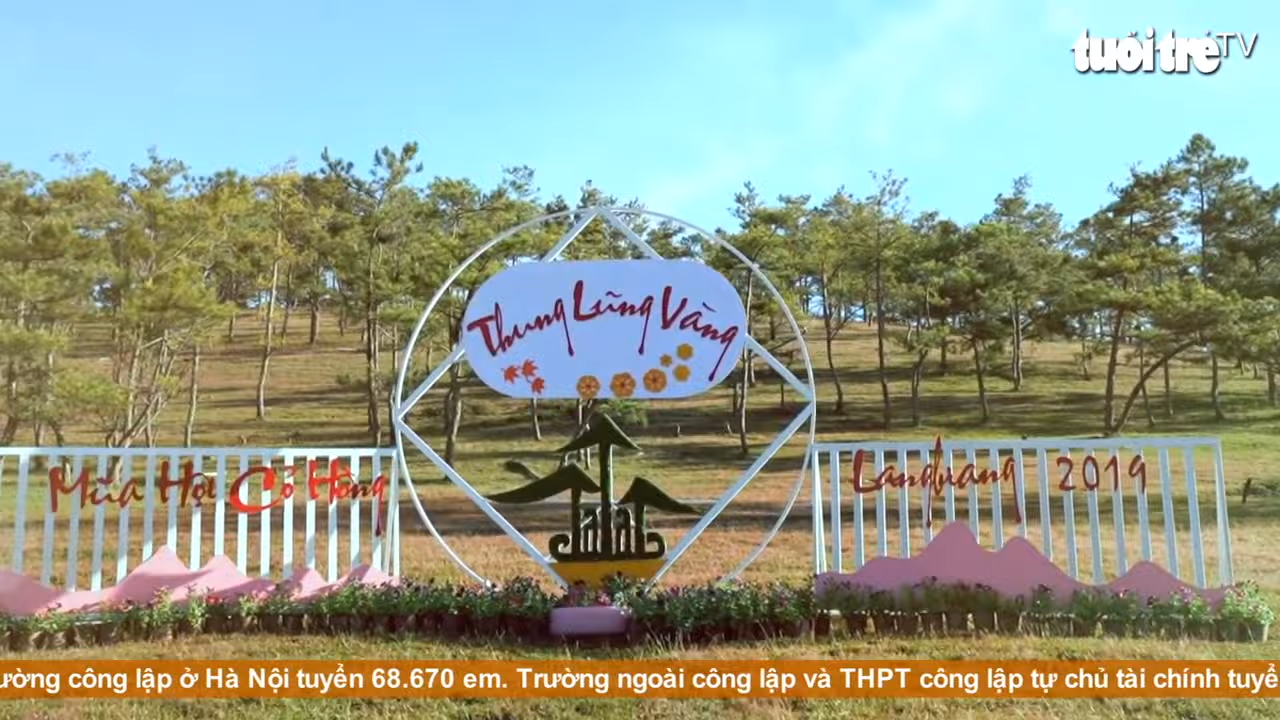 tuổi trẻ TV
Thung Lũng Vàng
Mùa Hội Cỏ Hồng
Langbiang 2019
ĐàLạt
ường công lập ở Hà Nội tuyển 68.670 em. Trường ngoài công lập và THPT công lập tự chủ tài chính tuyể